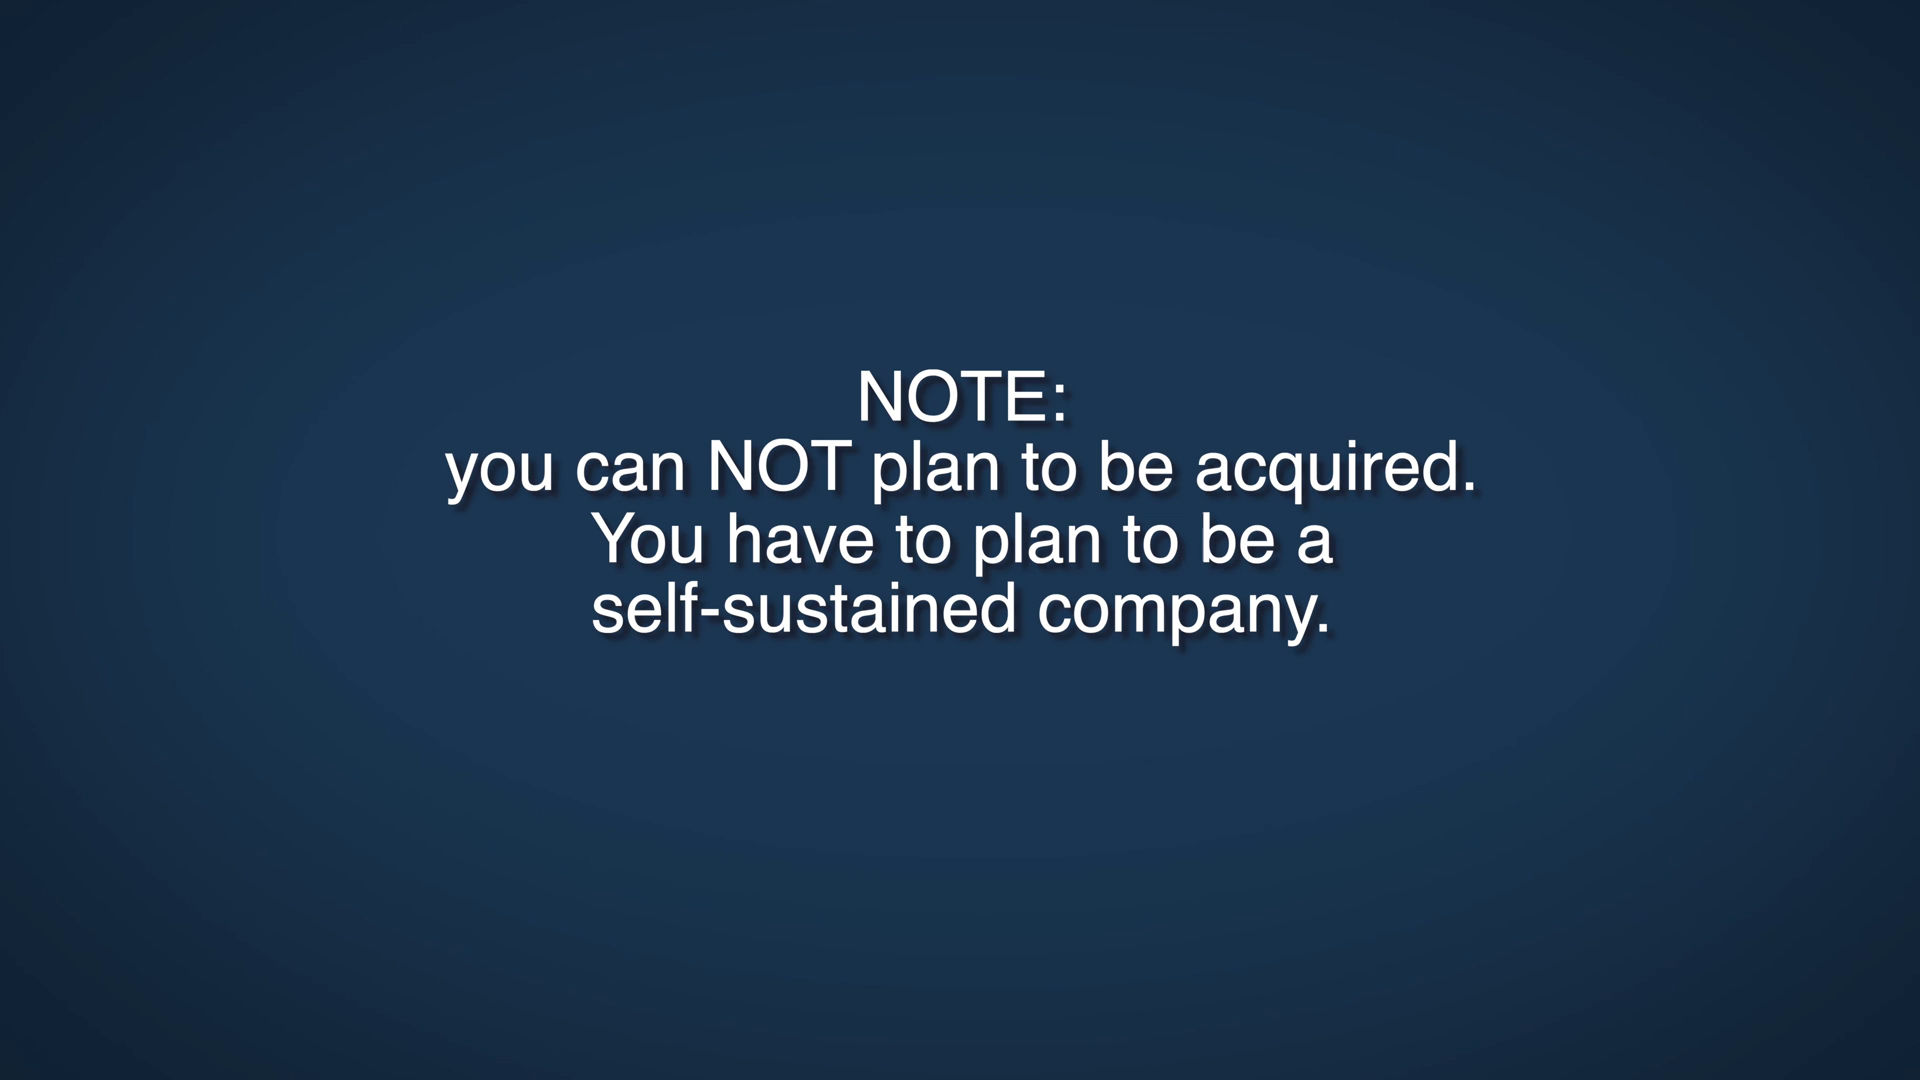 NOTE:
you can NOT plan to be acquired.
You have to plan to be a
self-sustained company.